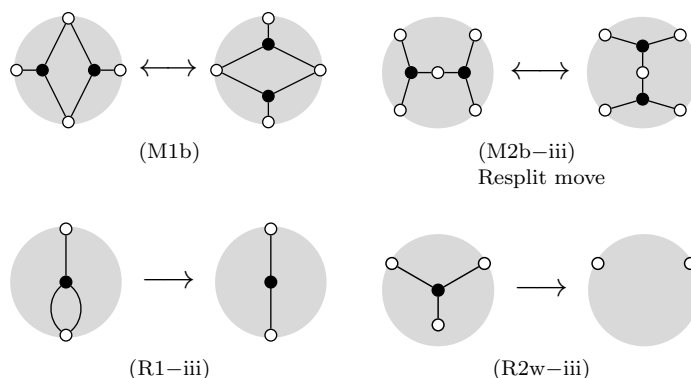 (M1b)
(M2b−iii)
Resplit move
(R1−iii)
(R2w−iii)